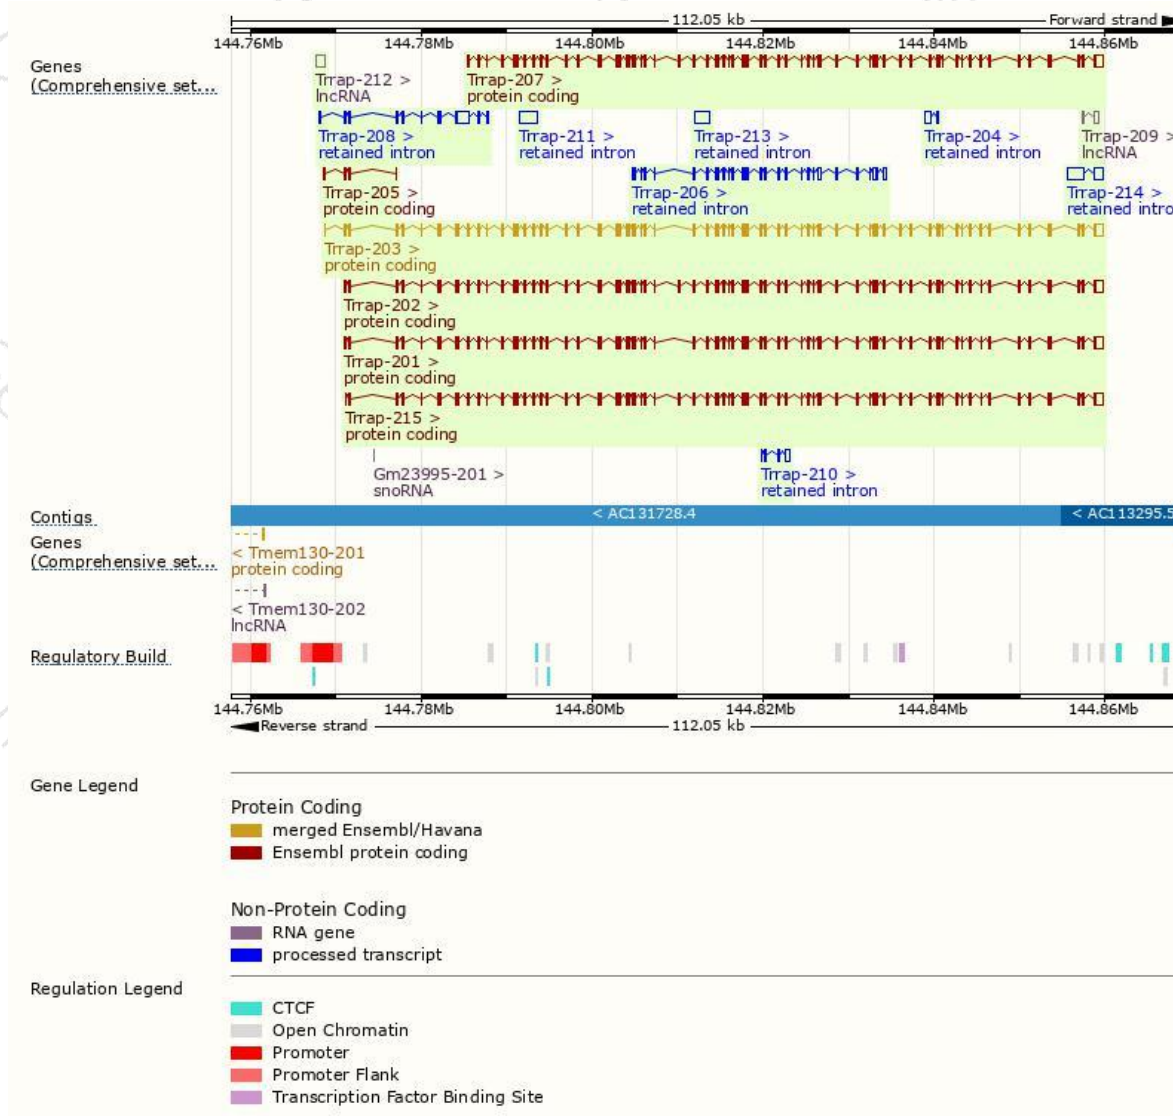 112.05 kb Forward strand
144.76Mb 144.78Mb 144.80Mb 144.82Mb 144.84Mb 144.86Mb
Genes
(Comprehensive set...
Trrap-212 > Trrap-207 >
lncRNA protein coding
Trrap-208 > Trrap-211 > Trrap-213 > Trrap-204 > Trrap-209 >
retained intron retained intron retained intron retained intron lncRNA
Trrap-205 > Trrap-206 > Trrap-214 >
protein coding retained intron retained intro
Trrap-203 >
protein coding
Trrap-202 >
protein coding
Trrap-201 >
protein coding
Trrap-215 >
protein coding
Gm23995-201 > Trrap-210 >
snoRNA retained intron
Contigs < AC131728.4 < AC113295.5
Genes
(Comprehensive set...
< Tmem130-201
protein coding
< Tmem130-202
lncRNA
Regulatory Build
144.76Mb 144.78Mb 144.80Mb 144.82Mb 144.84Mb 144.86Mb
Reverse strand 112.05 kb
Gene Legend
Protein Coding
merged Ensembl/Havana
Ensembl protein coding
Non-Protein Coding
RNA gene
processed transcript
Regulation Legend
CTCF
Open Chromatin
Promoter
Promoter Flank
Transcription Factor Binding Site